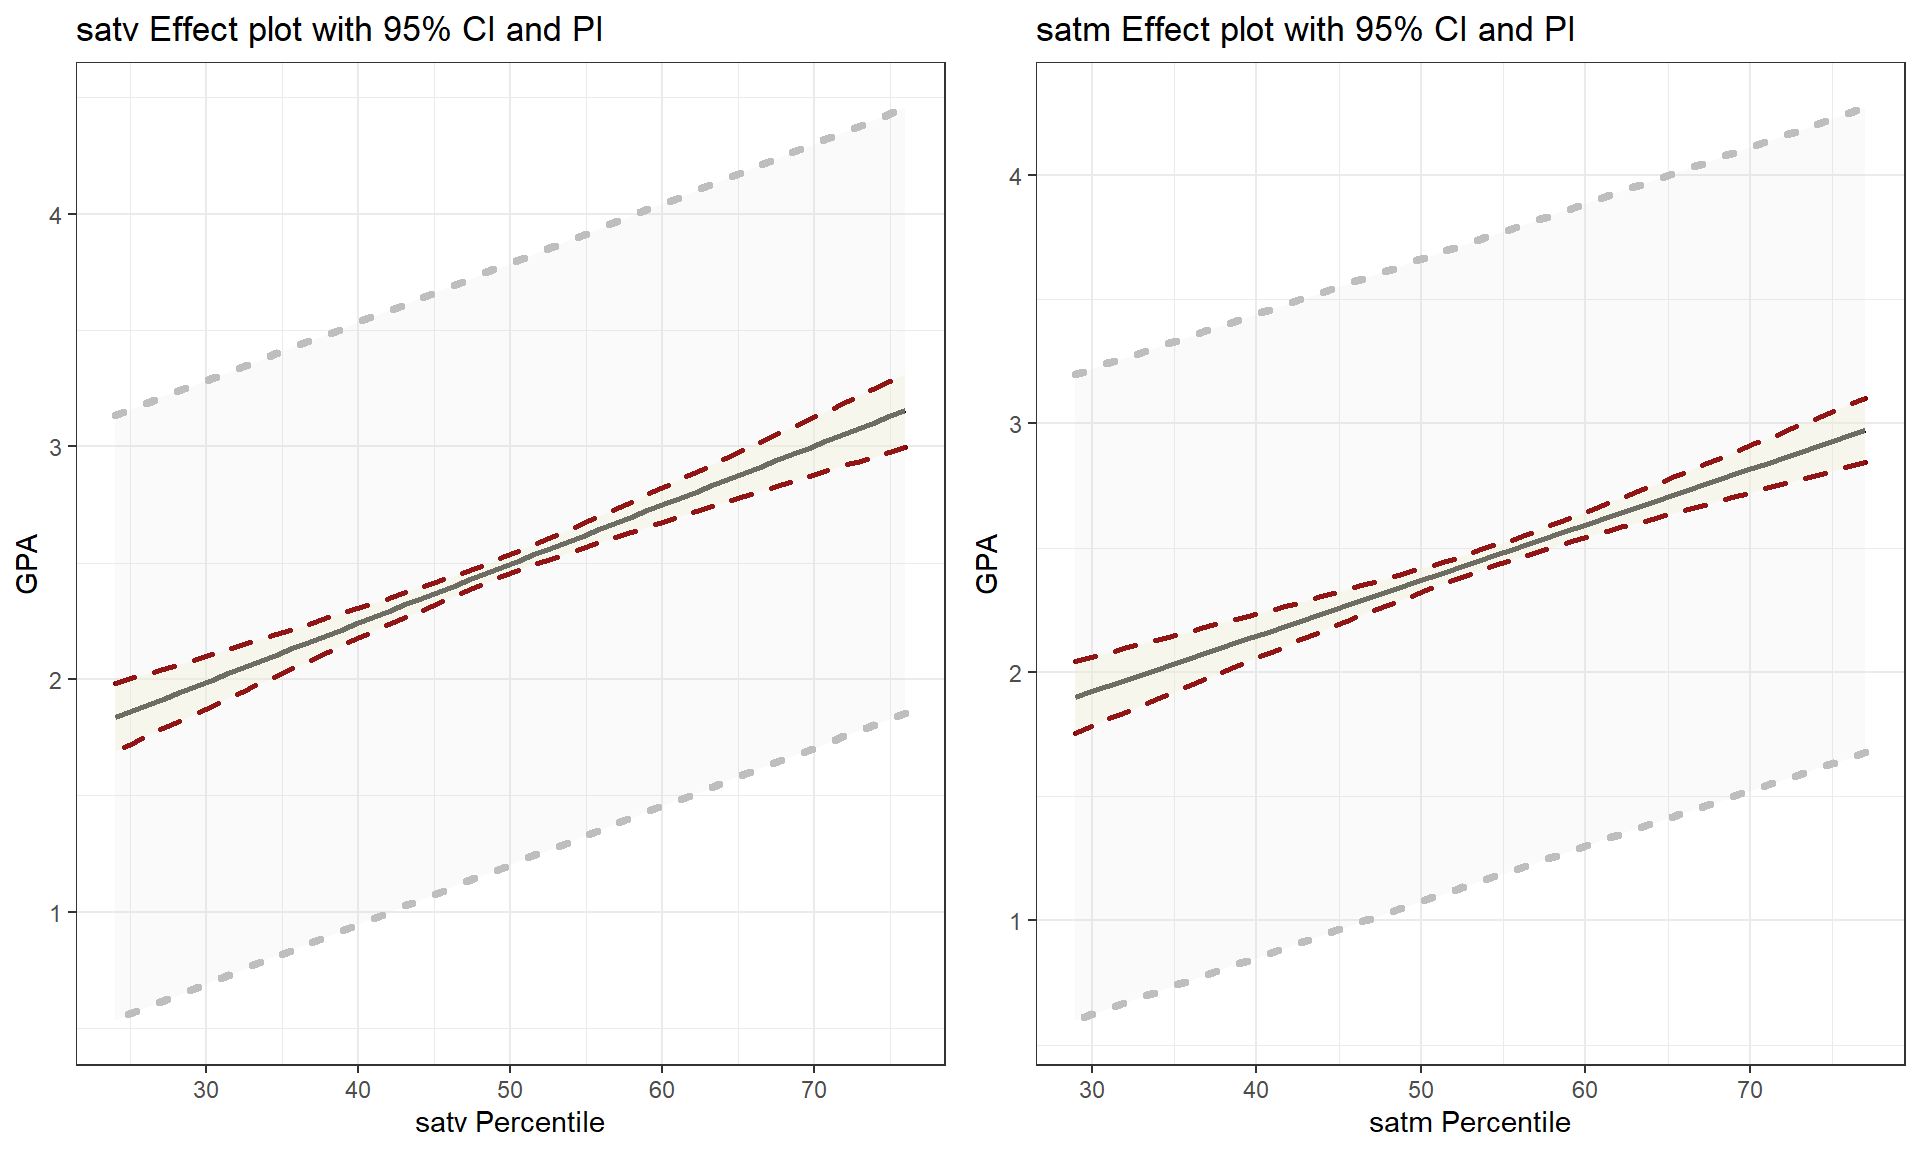 satv Effect plot with 95% CI and PI
GPA
4
3
2
1
30 40 50 60 70
satv Percentile
satm Effect plot with 95% CI and PI
GPA
4
3
2
1
30 40 50 60 70
satm Percentile